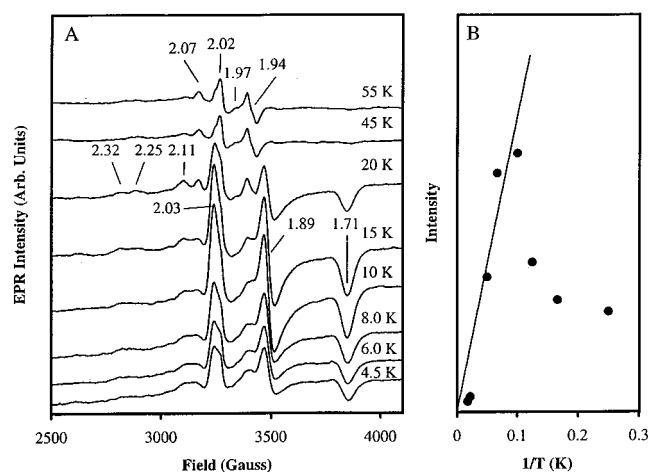 A
2.02
2.07
1.97
1.94
55 K
45 K
2.32
2.25
2.11
20 K
2.03
1.89
1.71
15 K
10 K
8.0 K
6.0 K
4.5 K
EPR Intensity (Arb. Units)
2500
3000
3500
4000
Field (Gauss)
B
Intensity
0
0.1
0.2
0.3
1/T (K)